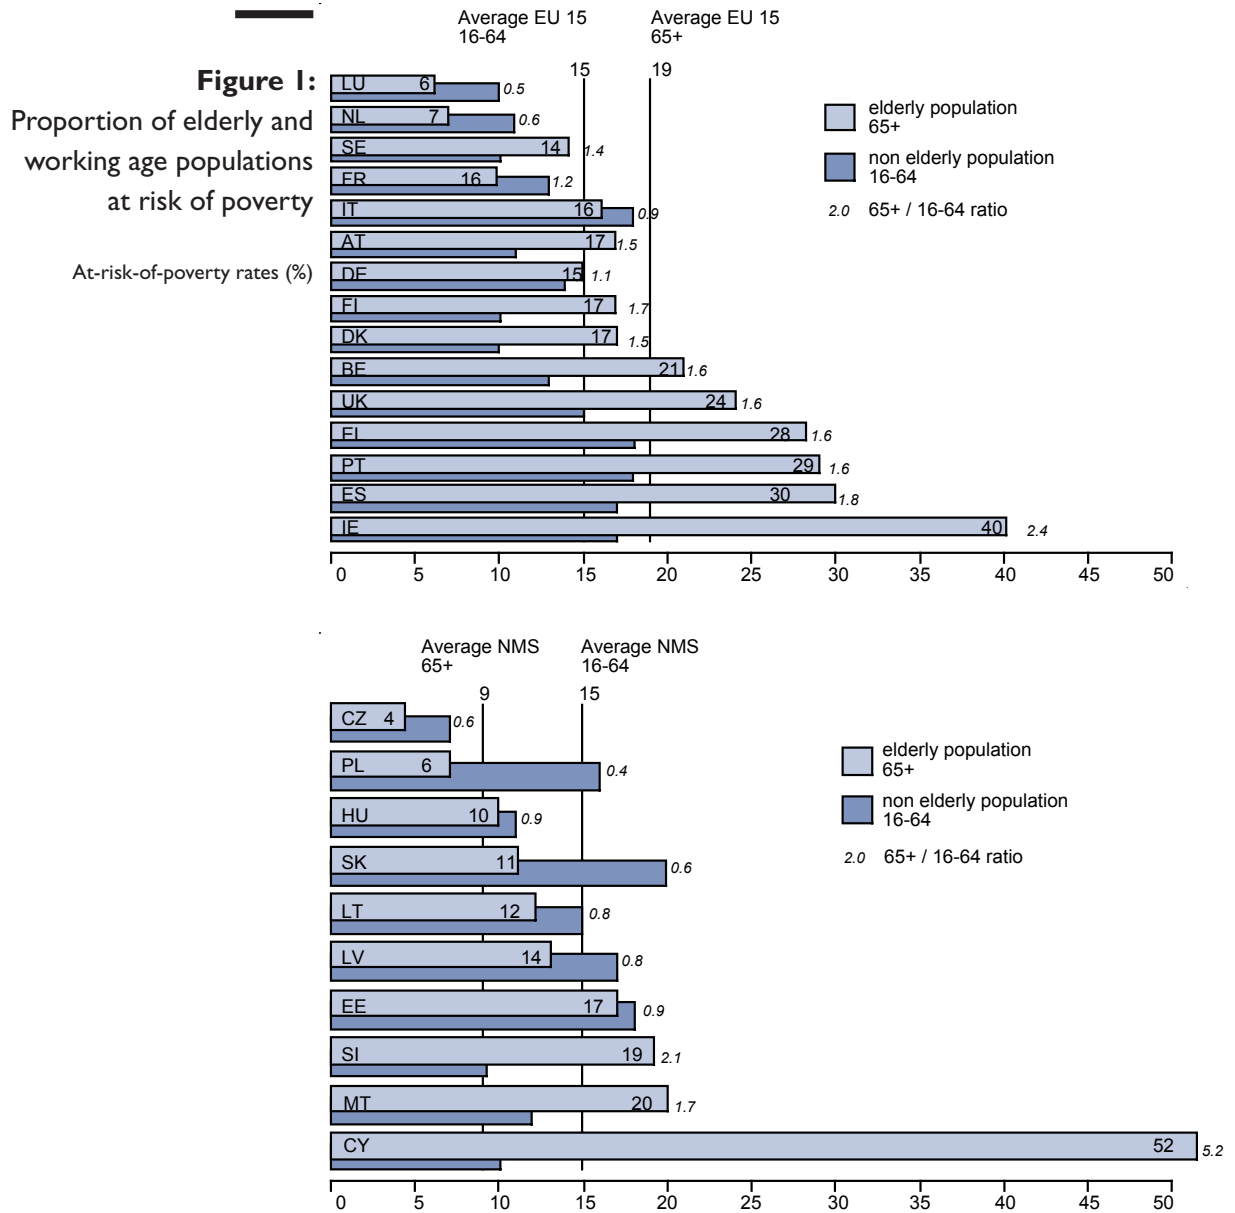 Figure 1:
Proportion of elderly and
working age populations
at risk of poverty
At-risk-of-poverty rates (%)
Average EU 15
16-64
Average EU 15
65+
15
19
LU 6 0.5
NL 7 0.6
SE 14 1.4
FR 16 1.2
IT 16 0.9
AT 17 1.5
DE 15 1.1
FI 17 1.7
DK 17 1.5
BE 21 1.6
UK 24 1.6
EL 28 1.6
PT 29 1.6
ES 30 1.8
IE 40 2.4
0 5 10 15 20 25 30 35 40 45 50
elderly population
65+
non elderly population
16-64
2.0 65+ / 16-64 ratio
Average NMS
65+
Average NMS
16-64
9
15
CZ 4 0.6
PL 6 0.4
HU 10 0.9
SK 11 0.6
LT 12 0.8
LV 14 0.8
EE 17 0.9
SI 19 2.1
MT 20 1.7
CY 52 5.2
0 5 10 15 20 25 30 35 40 45 50
elderly population
65+
non elderly population
16-64
2.0 65+ / 16-64 ratio